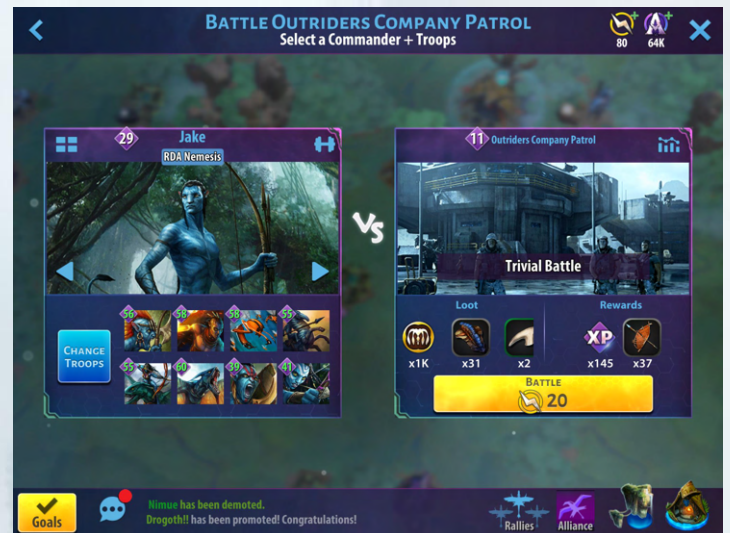 BATTLE OUTRIDERS COMPANY PATROL
Select a Commander + Troops
80
64K
29
Jake
RDA Nemesis
VS
11 Outriders Company Patrol
Trivial Battle
56 58 58 55
55 60 39 41
CHANGE
TROOPS
Loot
Rewards
XP
x1K x31 x2 x145 x37
BATTLE
20
Goals
Nimue has been demoted.
Drogoth!! has been promoted! Congratulations!
Rallies
Alliance